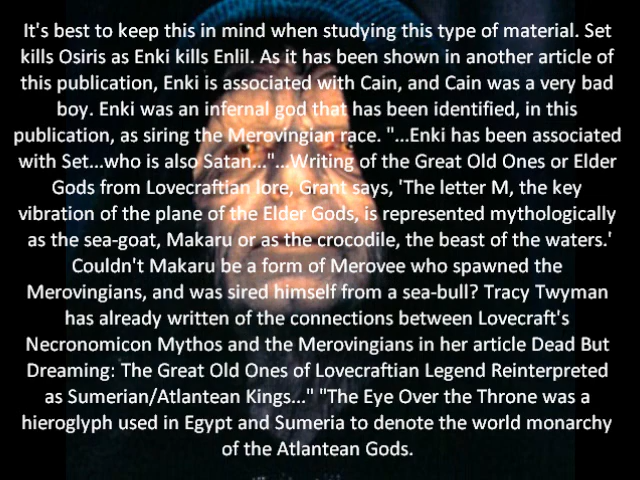 It's best to keep this in mind when studying this type of material. Set
kills Osiris as Enki kills Enlil. As it has been shown in another article of
this publication, Enki is associated with Cain, and Cain was a very bad
boy. Enki was an infernal god that has been identified, in this
publication, as siring the Merovingian race. "...Enki has been associated
with Set...who is also Satan..."...Writing of the Great Old Ones or Elder
Gods from Lovecraftian lore, Grant says, 'The letter M, the key
vibration of the plane of the Elder Gods, is represented mythologically
as the sea-goat, Makaru or as the crocodile, the beast of the waters.'
Couldn't Makaru be a form of Merovee who spawned the
Merovingians, and was sired himself from a sea-bull? Tracy Twyman
has already written of the connections between Lovecraft's
Necronomicon Mythos and the Merovingians in her article Dead But
Dreaming: The Great Old Ones of Lovecraftian Legend Reinterpreted
as Sumerian/Atlantean Kings..." "The Eye Over the Throne was a
hieroglyph used in Egypt and Sumeria to denote the world monarchy
of the Atlantean Gods.